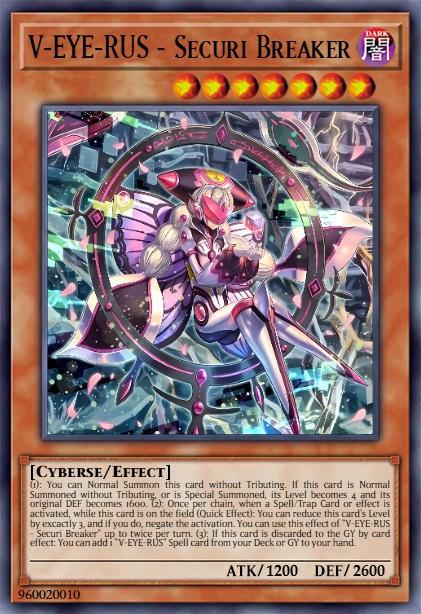 V-EYE-RUS - Securi Breaker
DARK
闇
[Cyberse/Effect]
(1): You can Normal Summon this card without Tributing. If this card is Normal
Summoned without Tributing, or is Special Summoned, its Level becomes 4 and its
original DEF becomes 1600. (2): Once per chain, when a Spell/Trap Card or effect is
activated, while this card is on the field (Quick Effect): You can reduce this card's Level
by excactly 3, and if you do, negate the activation. You can use this effect of "V-EYE-RUS
- Securi Breaker" up to twice per turn. (3): If this card is discarded to the GY by card
effect: You can add 1 "V-EYE-RUS" Spell card from your Deck or GY to your hand.
ATK/1200 DEF/2600
960020010